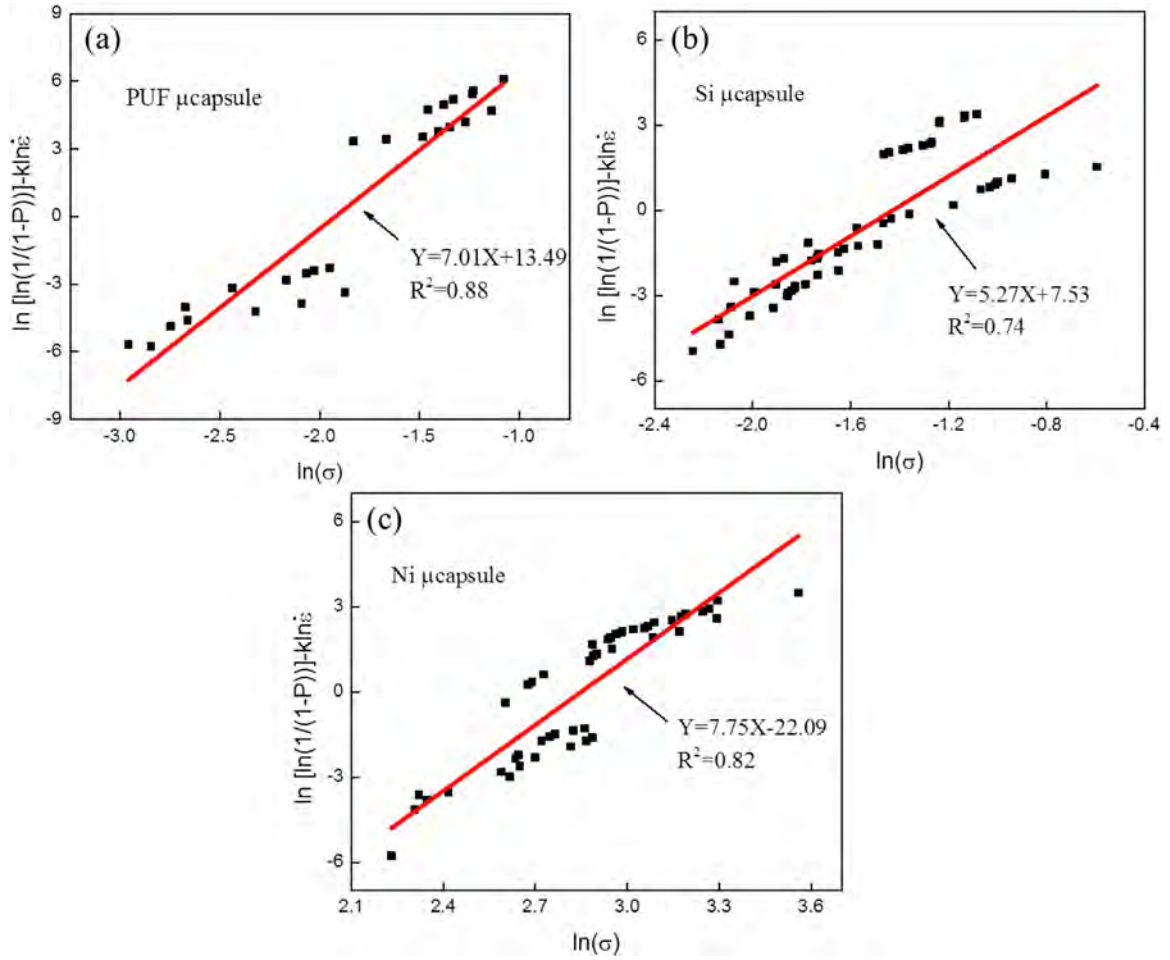 (a)
PUF μcapsule
Y=7.01X+13.49
R²=0.88
ln [ln(1/(1-P))]-klnε̇
9
6
3
0
-3
-6
-9
-3.0 -2.5 -2.0 -1.5 -1.0
ln(σ)
(b)
Si μcapsule
Y=5.27X+7.53
R²=0.74
ln [ln(1/(1-P))]-klnε̇
6
3
0
-3
-6
-2.4 -2.0 -1.6 -1.2 -0.8 -0.4
ln(σ)
(c)
Ni μcapsule
Y=7.75X-22.09
R²=0.82
ln [ln(1/(1-P))]-klnε̇
6
3
0
-3
-6
2.1 2.4 2.7 3.0 3.3 3.6
ln(σ)